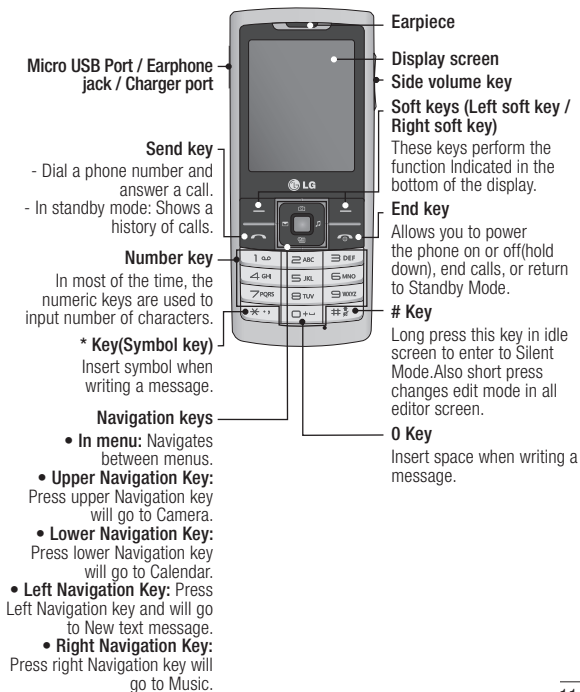 Micro USB Port / Earphone
jack / Charger port
Send key
- Dial a phone number and
answer a call.
- In standby mode: Shows a
history of calls.
Number key
In most of the time, the
numeric keys are used to
input number of characters.
* Key(Symbol key)
Insert symbol when
writing a message.
Navigation keys
• In menu: Navigates
between menus.
• Upper Navigation Key:
Press upper Navigation key
will go to Camera.
• Lower Navigation Key:
Press lower Navigation key
will go to Calendar.
• Left Navigation Key: Press
Left Navigation key and will go
to New text message.
• Right Navigation Key:
Press right Navigation key will
go to Music.
LG
1
2 ABC
3 DEF
4 GHI
5 JKL
6 MNO
7 PQRS
8 TUV
9 WXYZ
*
0 +
#
Earpiece
Display screen
Side volume key
Soft keys (Left soft key /
Right soft key)
These keys perform the
function Indicated in the
bottom of the display.
End key
Allows you to power
the phone on or off(hold
down), end calls, or return
to Standby Mode.
# Key
Long press this key in idle
screen to enter to Silent
Mode.Also short press
changes edit mode in all
editor screen.
0 Key
Insert space when writing a
message.